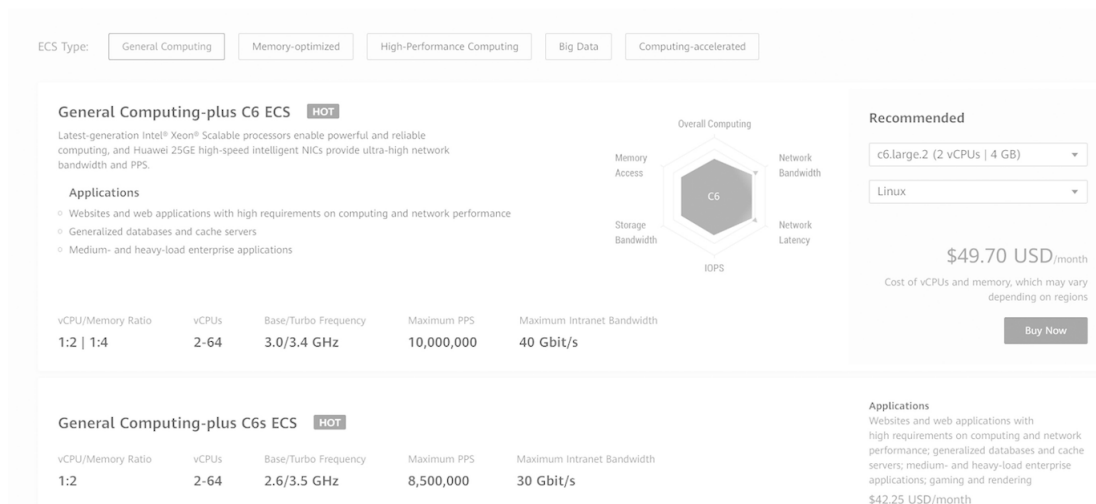 ECS Type: General Computing Memory-optimized High-Performance Computing Big Data Computing-accelerated
General Computing-plus C6 ECS HOT
Latest-generation Intel® Xeon® Scalable processors enable powerful and reliable
computing, and Huawei 25GE high-speed intelligent NICs provide ultra-high network
bandwidth and PPS.
Applications
Websites and web applications with high requirements on computing and network performance
Generalized databases and cache servers
Medium- and heavy-load enterprise applications
Overall Computing
Memory
Access
Network
Bandwidth
C6
Storage
Bandwidth
Network
Latency
IOPS
Recommended
c6.large.2 (2 vCPUs | 4 GB)
Linux
$49.70 USD/month
Cost of vCPUs and memory, which may vary
depending on regions
Buy Now
vCPU/Memory Ratio vCPUs Base/Turbo Frequency Maximum PPS Maximum Intranet Bandwidth
1:2 | 1:4 2-64 3.0/3.4 GHz 10,000,000 40 Gbit/s
General Computing-plus C6s ECS HOT
vCPU/Memory Ratio vCPUs Base/Turbo Frequency Maximum PPS Maximum Intranet Bandwidth
1:2 2-64 2.6/3.5 GHz 8,500,000 30 Gbit/s
Applications
Websites and web applications with
high requirements on computing and network
performance; generalized databases and cache
servers; medium- and heavy-load enterprise
applications; gaming and rendering
$42.25 USD/month